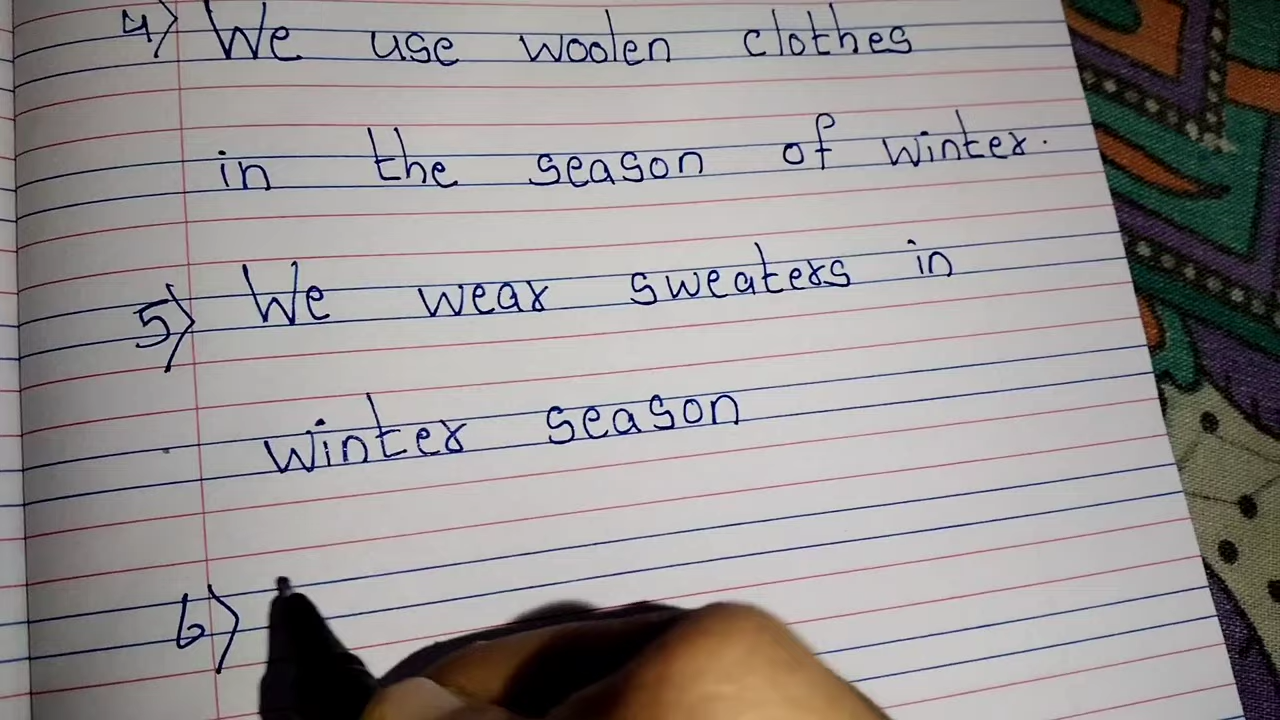 4) We use woolen clothes
in the season of winter.
5) We wear sweaters in
winter season
6)